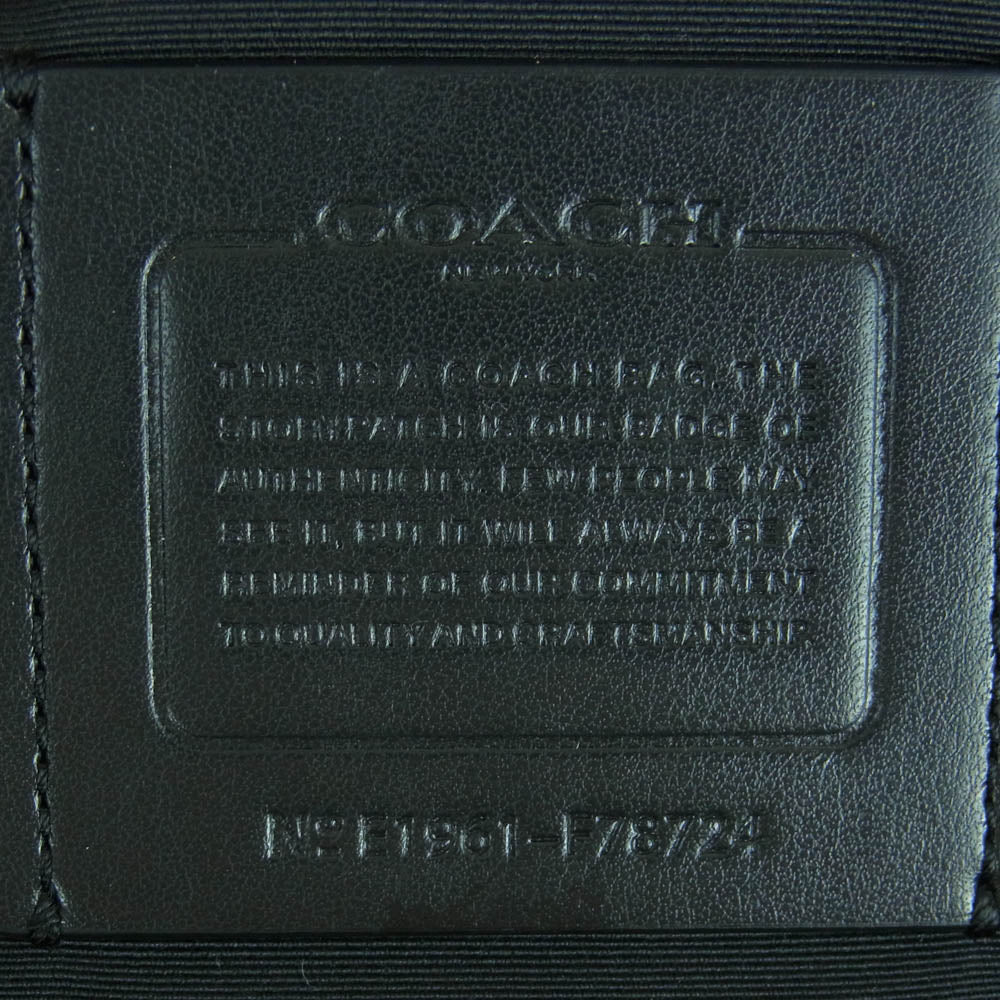 COACH
NEW YORK
THIS IS A COACH BAG. THE
STORYPATCH IS OUR BADGE OF
AUTHENTICITY. FEW PEOPLE MAY
SEE IT, BUT IT WILL ALWAYS BE A
REMINDER OF OUR COMMITMENT
TO QUALITY AND CRAFTSMANSHIP.
Nº E1961-F78724